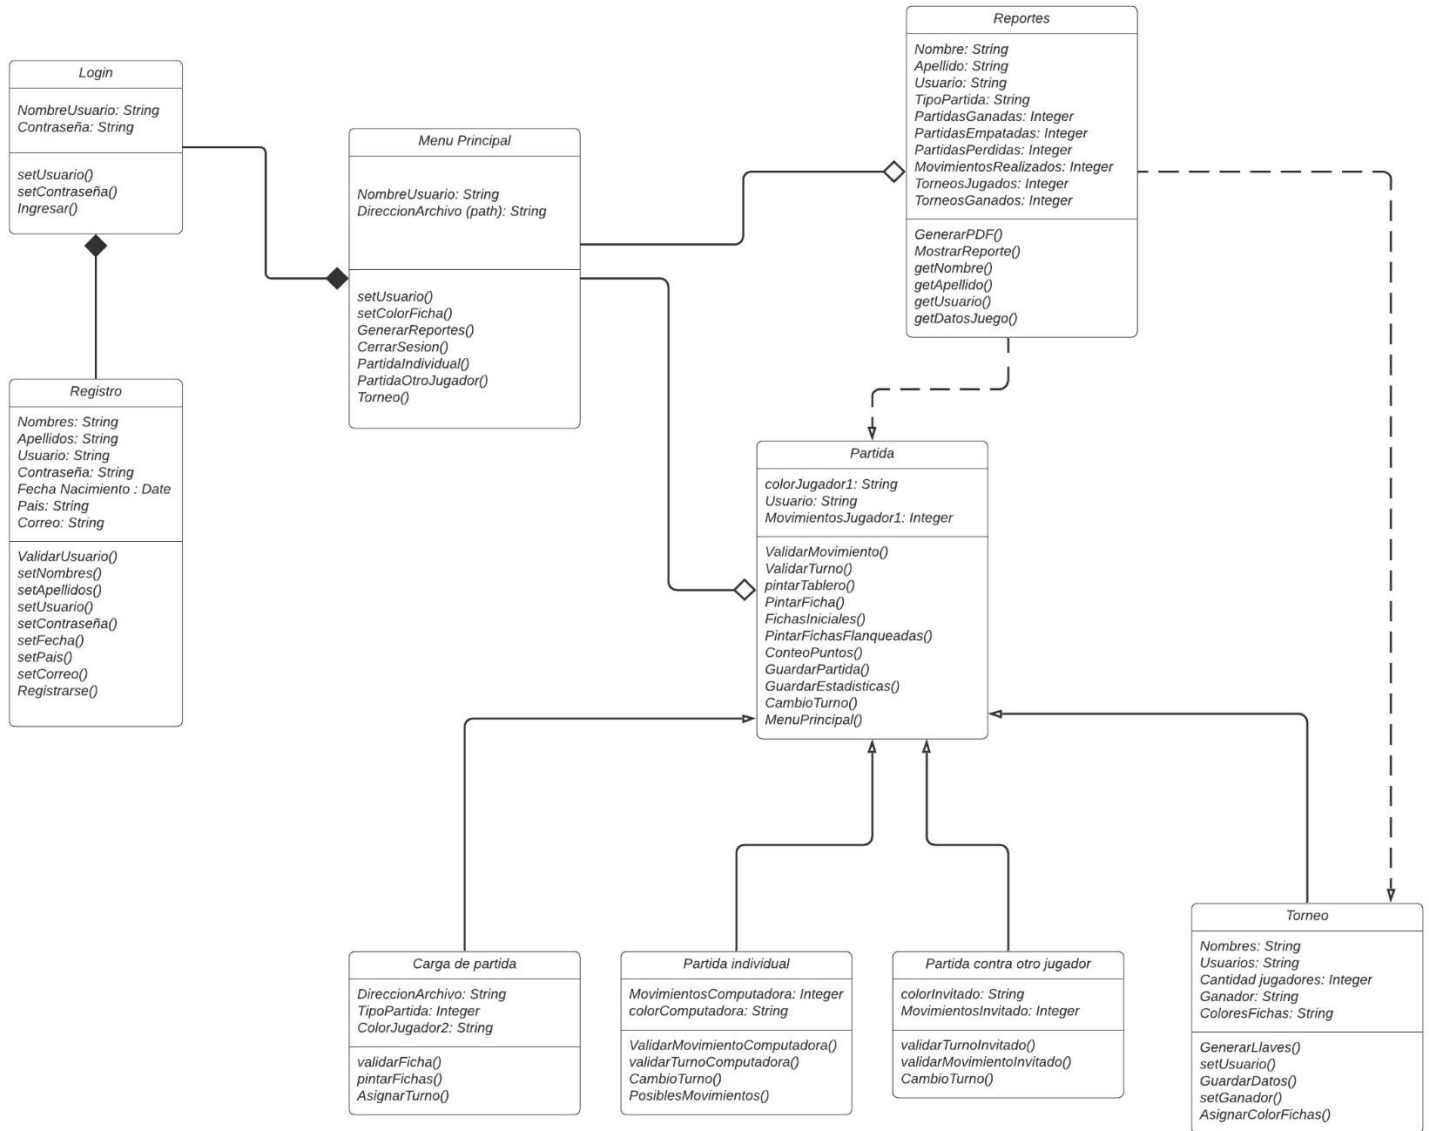 Login
NombreUsuario: String
Contraseña: String
setUsuario()
setContraseña()
Ingresar()
Registro
Nombres: String
Apellidos: String
Usuario: String
Contraseña: String
Fecha Nacimiento : Date
Pais: String
Correo: String
ValidarUsuario()
setNombres()
setApellidos()
setUsuario()
setContraseña()
setFecha()
setPais()
setCorreo()
Registrarse()
Menu Principal
NombreUsuario: String
DireccionArchivo (path): String
setUsuario()
setColorFicha()
GenerarReportes()
CerrarSesion()
PartidaIndividual()
PartidaOtroJugador()
Torneo()
Reportes
Nombre: String
Apellido: String
Usuario: String
TipoPartida: String
PartidasGanadas: Integer
PartidasEmpatadas: Integer
PartidasPerdidas: Integer
MovimientosRealizados: Integer
TorneosJugados: Integer
TorneosGanados: Integer
GenerarPDF()
MostrarReporte()
getNombre()
getApellido()
getUsuario()
getDatosJuego()
Partida
colorJugador1: String
Usuario: String
MovimientosJugador1: Integer
ValidarMovimiento()
ValidarTurno()
pintarTablero()
PintarFicha()
FichasIniciales()
PintarFichasFlanqueadas()
ConteoPuntos()
GuardarPartida()
GuardarEstadisticas()
CambioTurno()
MenuPrincipal()
Carga de partida
DireccionArchivo: String
TipoPartida: Integer
ColorJugador2: String
validarFicha()
pintarFichas()
AsignarTurno()
Partida individual
MovimientosComputadora: Integer
colorComputadora: String
ValidarMovimientoComputadora()
validarTurnoComputadora()
CambioTurno()
PosiblesMovimientos()
Partida contra otro jugador
colorInvitado: String
MovimientosInvitado: Integer
validarTurnoInvitado()
validarMovimientoInvitado()
CambioTurno()
Torneo
Nombres: String
Usuarios: String
Cantidad jugadores: Integer
Ganador: String
ColoresFichas: String
GenerarLlaves()
setUsuario()
GuardarDatos()
setGanador()
AsignarColorFichas()